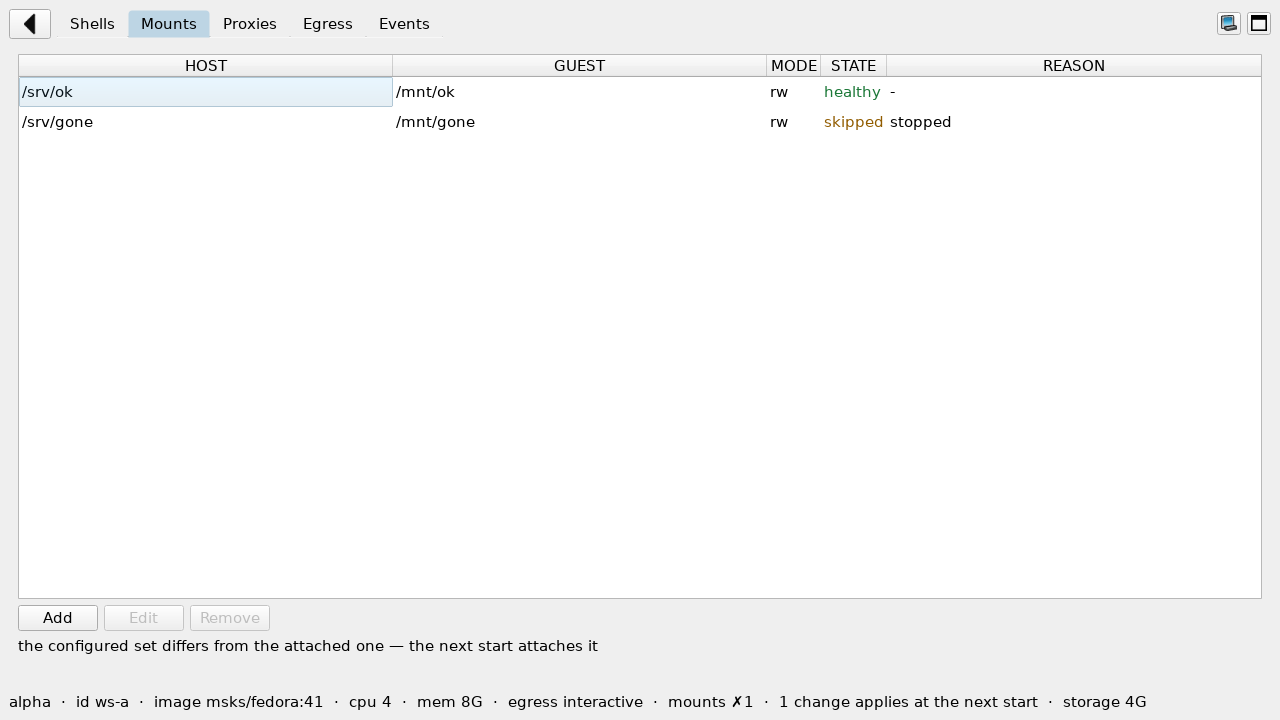 Shells Mounts Proxies Egress Events
HOST GUEST MODE STATE REASON
/srv/ok /mnt/ok rw healthy -
/srv/gone /mnt/gone rw skipped stopped
Add Edit Remove
the configured set differs from the attached one — the next start attaches it
alpha · id ws-a · image msks/fedora:41 · cpu 4 · mem 8G · egress interactive · mounts ✗1 · 1 change applies at the next start · storage 4G